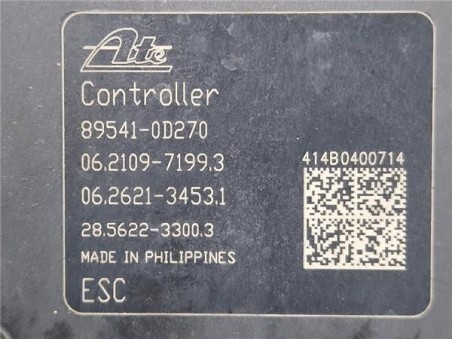 Ate
Controller
89541-0D270
06.2109-7199.3
06.2621-3453.1
28.5622-3300.3
MADE IN PHILIPPINES
ESC
414B0400714